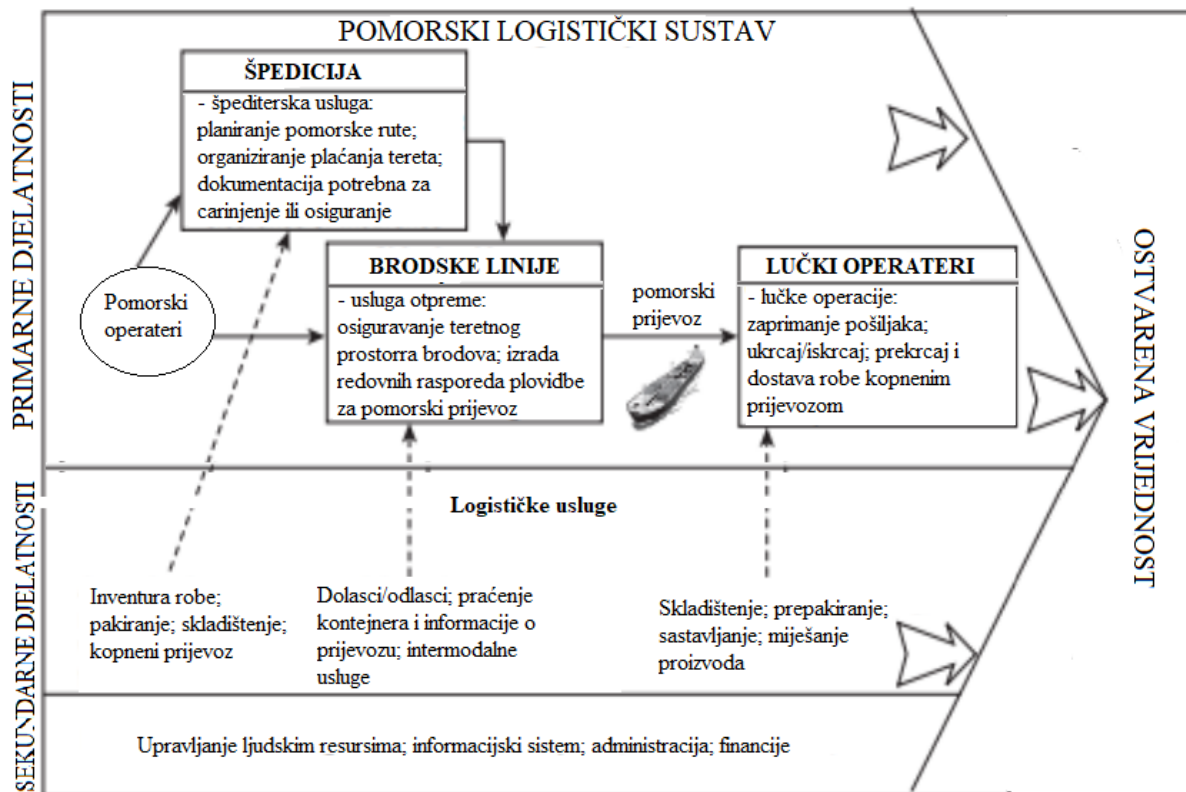 POMORSKI LOGISTIČKI SUSTAV
PRIMARNE DJELATNOSTI
ŠPEDICIJA
- špediterska usluga:
planiranje pomorske rute;
organiziranje plaćanja tereta;
dokumentacija potrebna za
carinjenje ili osiguranje
Pomorski
operateri
BRODSKE LINIJE
- usluga otpreme:
osiguravanje teretnog
prostorra brodova; izrada
redovnih rasporeda plovidbe
za pomorski prijevoz
pomorski
prijevoz
LUČKI OPERATERI
- lučke operacije:
zaprimanje pošiljaka;
ukrcaj/iskrcaj; prekrcaj i
dostava robe kopnenim
prijevozom
OSTVARENA VRIJEDNOST
SEKUNDARNE DJELATNOSTI
Logističke usluge
Inventura robe;
pakiranje; skladištenje;
kopneni prijevoz
Dolasci/odlasci; praćenje
kontejnera i informacije o
prijevozu; intermodalne
usluge
Skladištenje; prepakiranje;
sastavljanje; miješanje
proizvoda
Upravljanje ljudskim resursima; informacijski sistem; administracija; financije